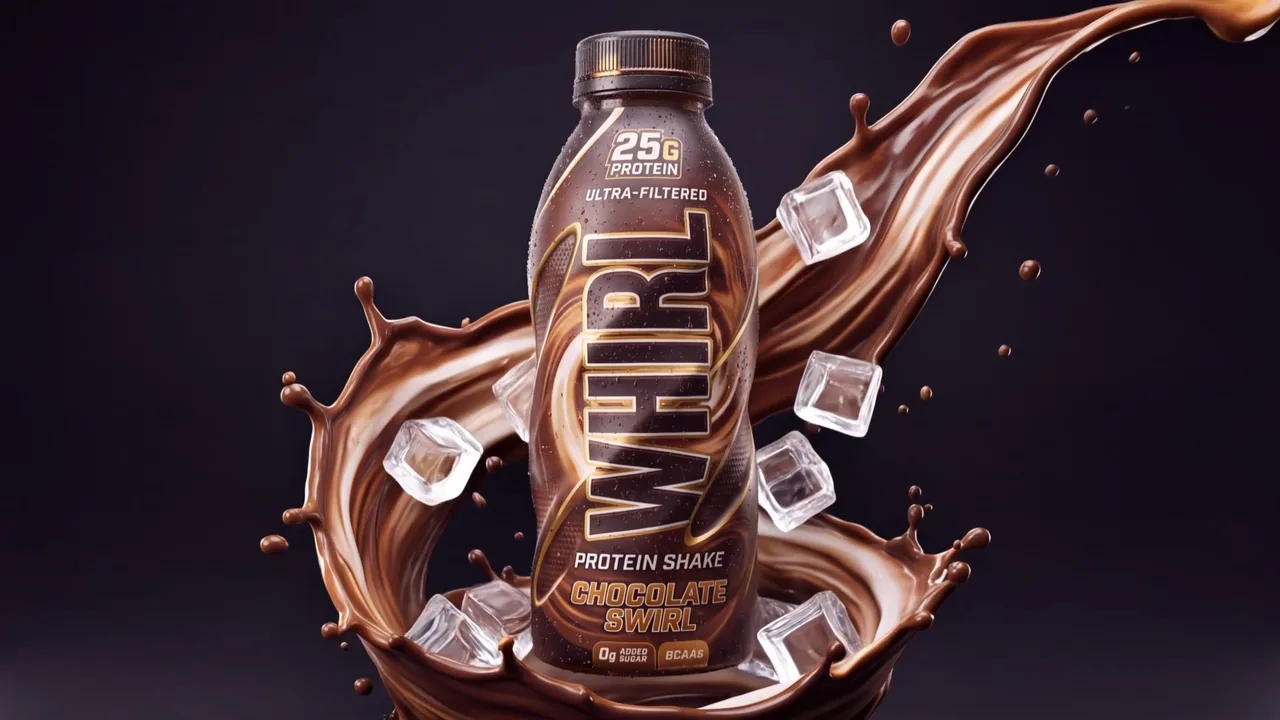 25G
PROTEIN
ULTRA-FILTERED
WHIRL
PROTEIN SHAKE
CHOCOLATE
SWIRL
0g ADDED SUGAR
BCAAs